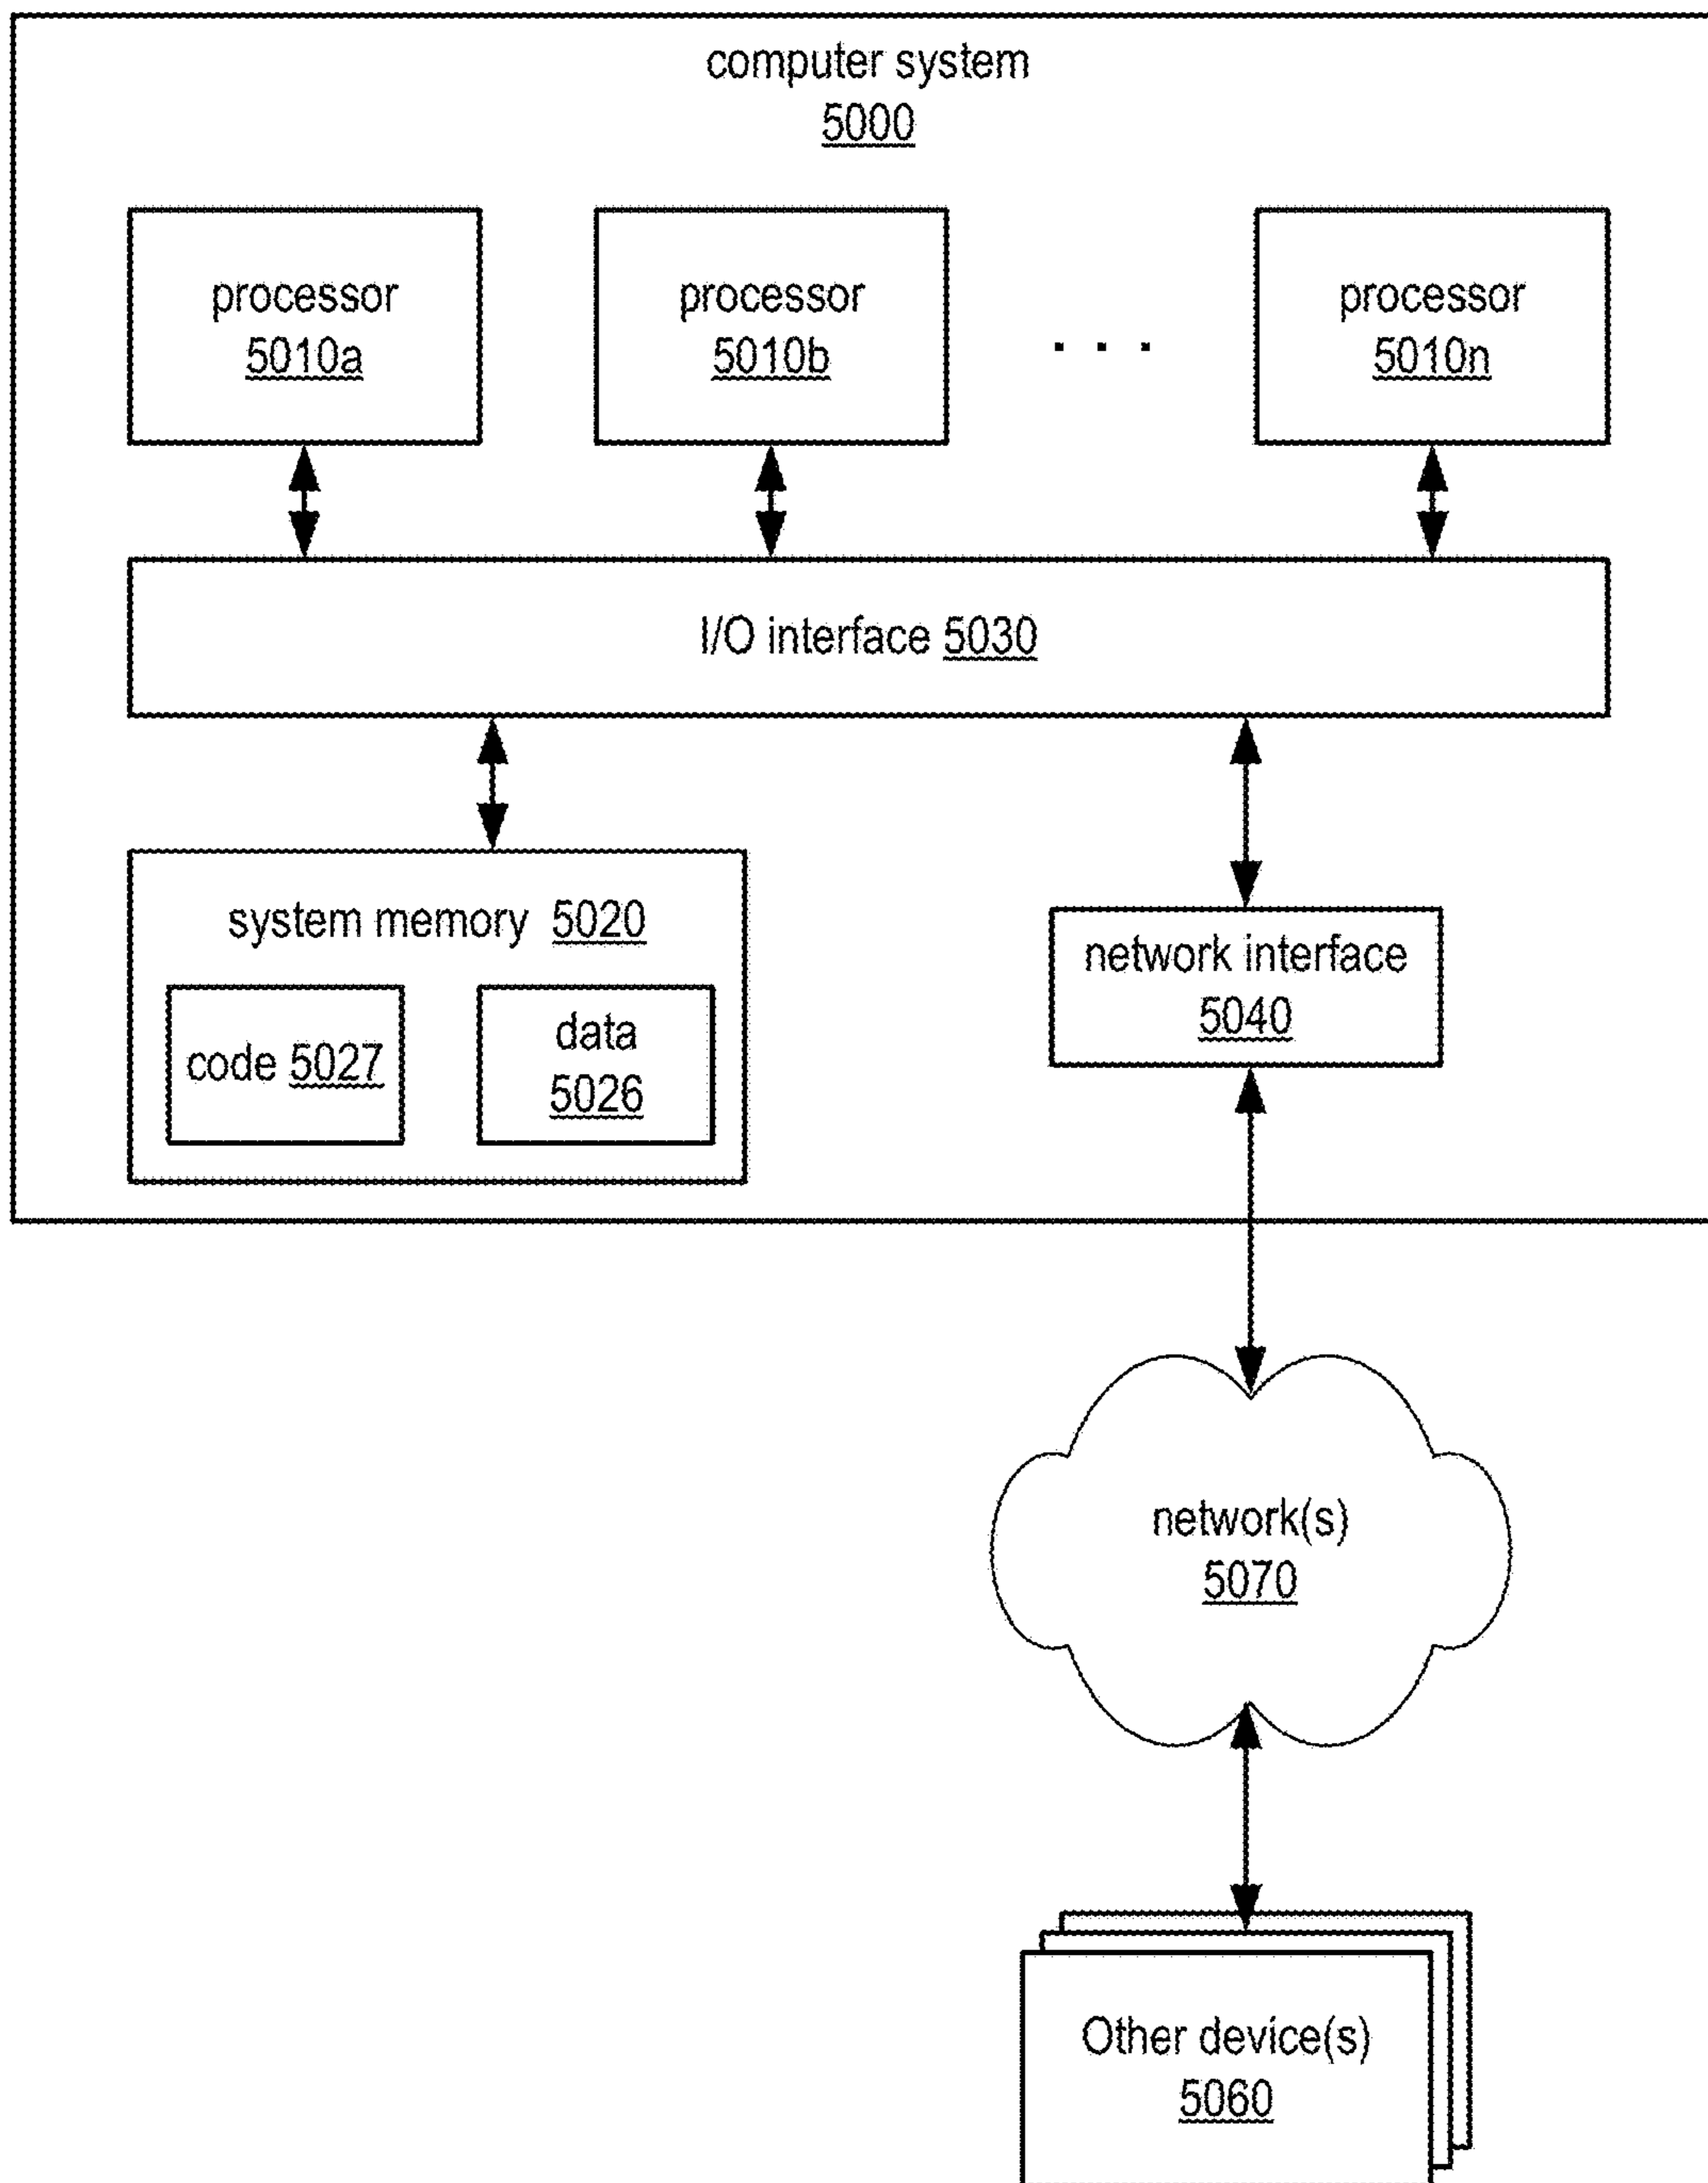 computer system
5000
processor
5010a
processor
5010b
. . .
processor
5010n
I/O interface 5030
system memory 5020
code 5027
data
5026
network interface
5040
network(s)
5070
Other device(s)
5060